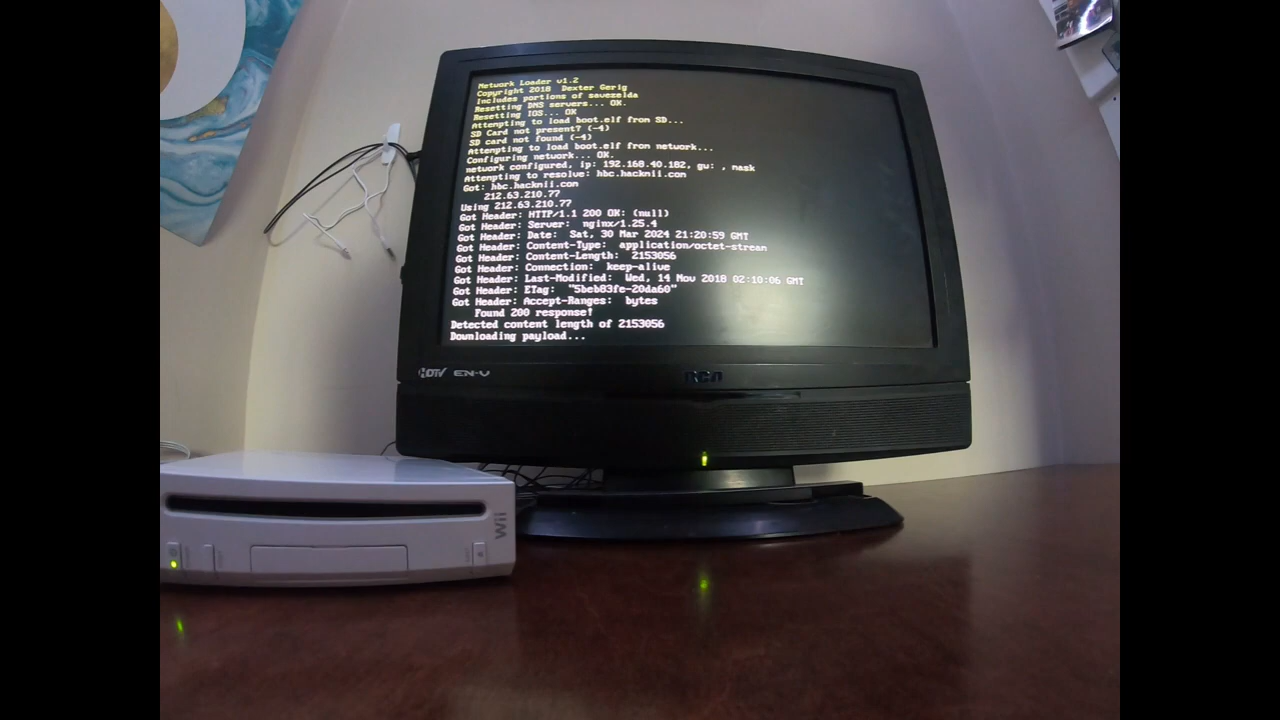 Network Loader v1.2
Copyright 2018  Dexter Gerig
Includes portions of savezelda
Resetting DNS servers... OK.
Resetting IOS... OK
Attempting to load boot.elf from SD...
SD Card not present? (-4)
SD card not found (-4)
Attempting to load boot.elf from network...
Configuring network... OK.
network configured, ip: 192.168.40.182, gw: , mask
Attempting to resolve: hbc.hackmii.com
Got: hbc.hackmii.com
212.63.210.77
Using 212.63.210.77
Got Header: HTTP/1.1 200 OK: (null)
Got Header: Server:  nginx/1.25.4
Got Header: Date:  Sat, 30 Mar 2024 21:20:59 GMT
Got Header: Content-Type:  application/octet-stream
Got Header: Content-Length:  2153056
Got Header: Connection:  keep-alive
Got Header: Last-Modified:  Wed, 14 Nov 2018 02:10:06 GMT
Got Header: ETag:  "5beb83fe-20da60"
Got Header: Accept-Ranges:  bytes
Found 200 response!
Detected content length of 2153056
Downloading payload...
HDTV EN-V
RCA
Wii